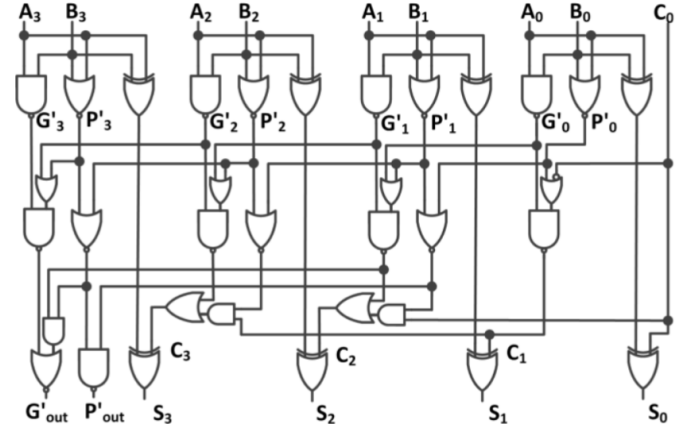 A₃ B₃ A₂ B₂ A₁ B₁ A₀ B₀ C₀
G'₃ P'₃ G'₂ P'₂ G'₁ P'₁ G'₀ P'₀
C₃ C₂ C₁
G'out P'out S₃ S₂ S₁ S₀